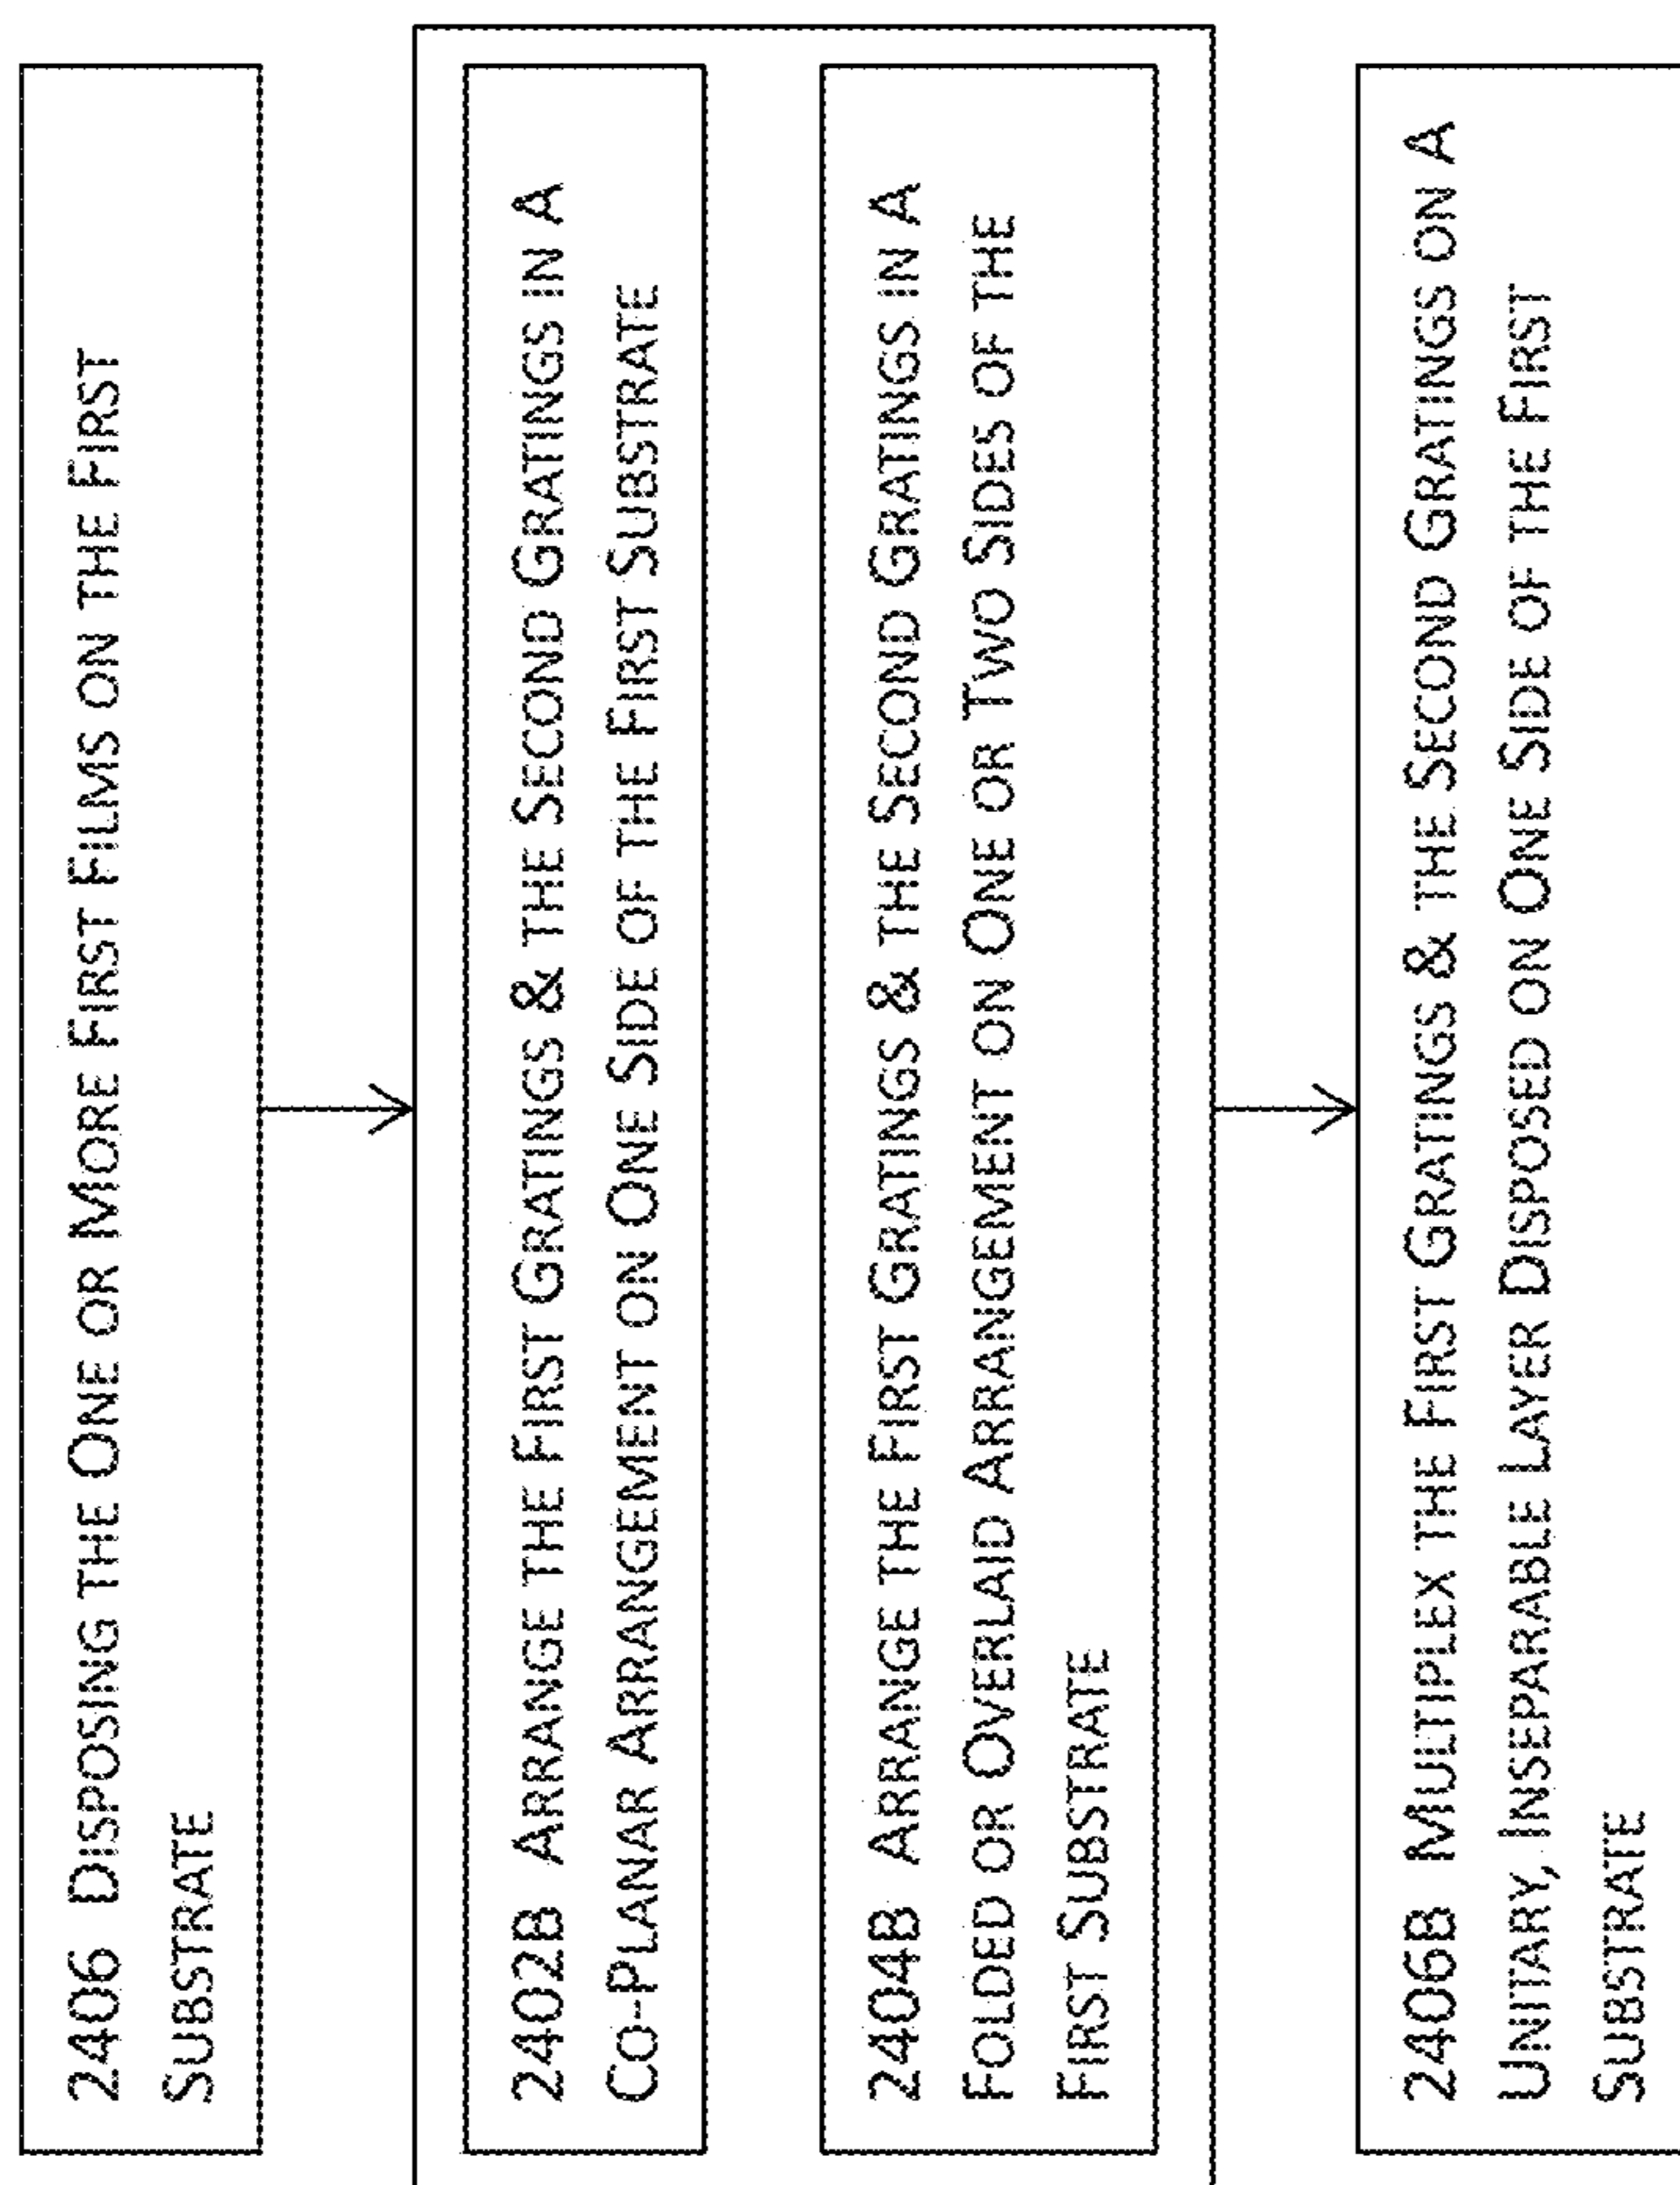 2406 DISPOSING THE ONE OR MORE FIRST FILMS ON THE FIRST
SUBSTRATE
2402B ARRANGE THE FIRST GRATINGS & THE SECOND GRATINGS IN A
CO-PLANAR ARRANGEMENT ON ONE SIDE OF THE FIRST SUBSTRATE
2404B ARRANGE THE FIRST GRATINGS & THE SECOND GRATINGS IN A
FOLDED OR OVERLAID ARRANGEMENT ON ONE OR TWO SIDES OF THE
FIRST SUBSTRATE
2406B MULTIPLEX THE FIRST GRATINGS & THE SECOND GRATINGS ON A
UNITARY, INSEPARABLE LAYER DISPOSED ON ONE SIDE OF THE FIRST
SUBSTRATE